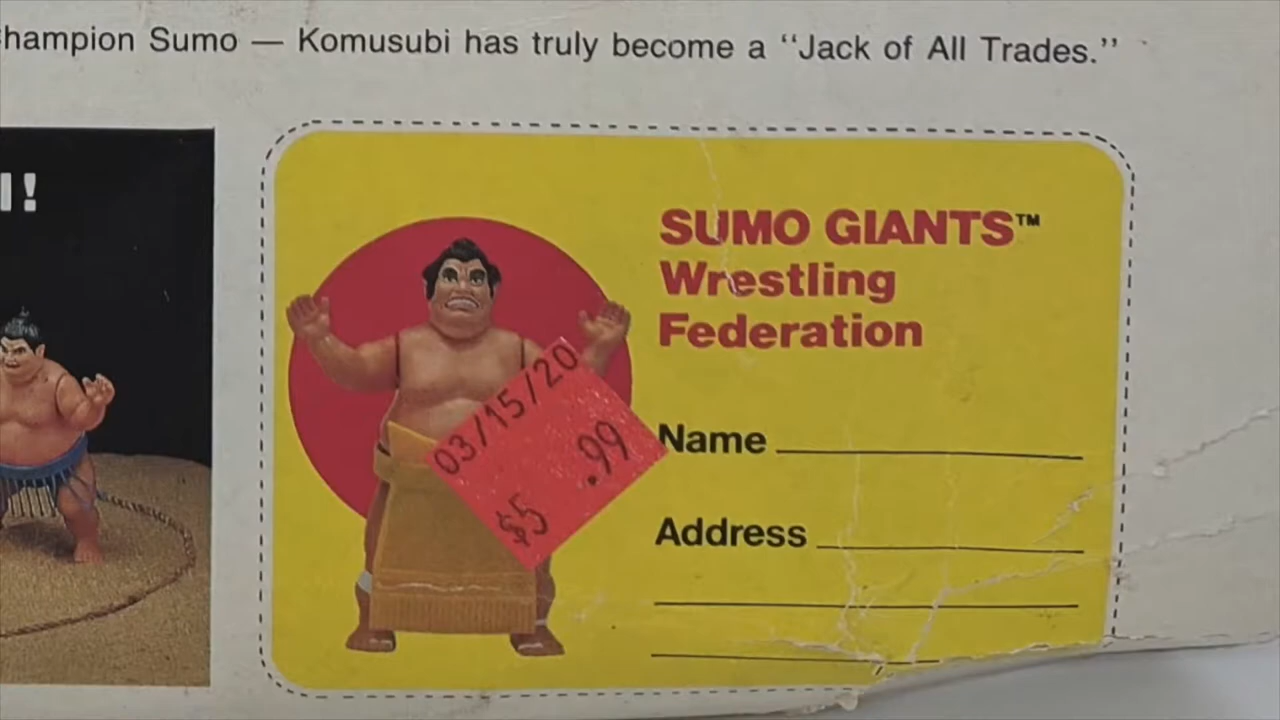 hampion Sumo — Komusubi has truly become a “Jack of All Trades.”
!
SUMO GIANTS™
Wrestling
Federation
03/15/20
$5 .99
Name
Address